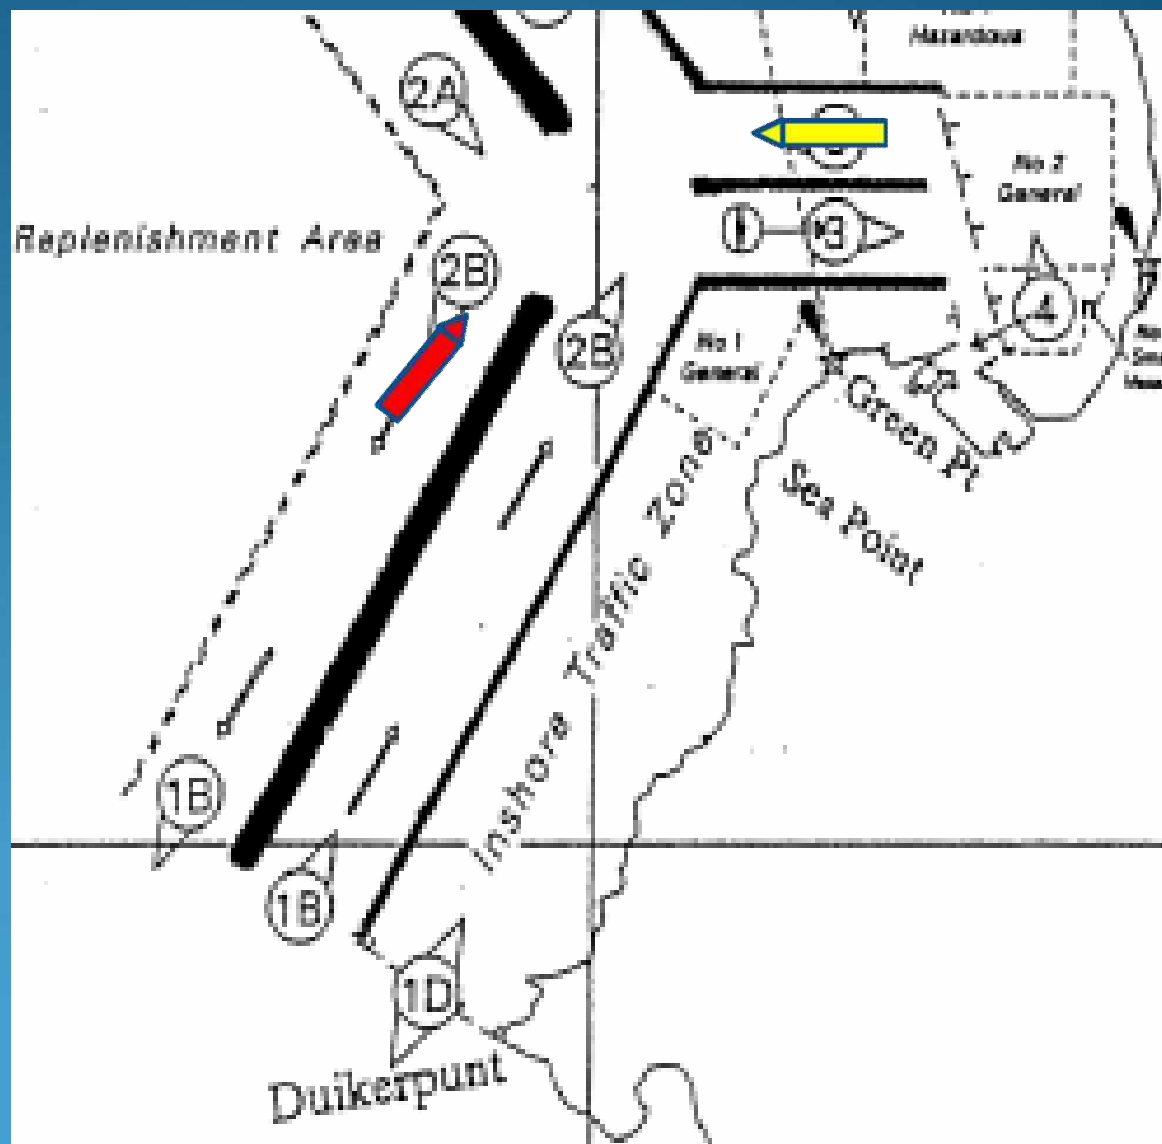 Hazardous
2A
No 2
General
Replenishment Area
3
2B
4
2B
No 1
General
Green Pt
Sea Point
Inshore Traffic Zone
1B
1B
1D
Duikerpunt